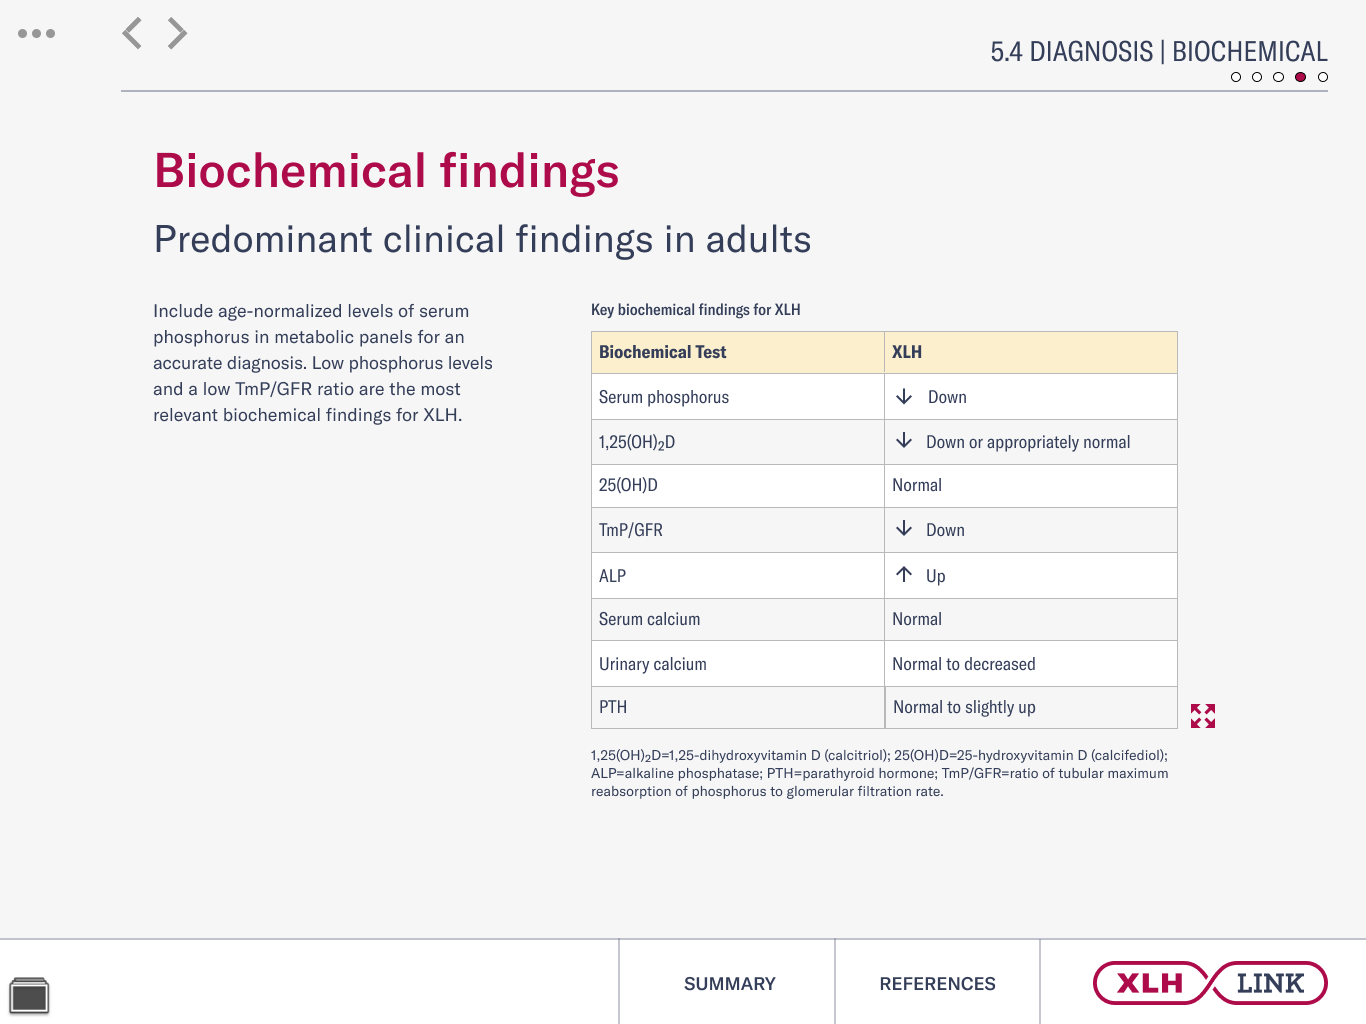 5.4 DIAGNOSIS | BIOCHEMICAL
Biochemical findings
Predominant clinical findings in adults
Include age-normalized levels of serum
phosphorus in metabolic panels for an
accurate diagnosis. Low phosphorus levels
and a low TmP/GFR ratio are the most
relevant biochemical findings for XLH.
Key biochemical findings for XLH
Biochemical Test XLH
Serum phosphorus ↓ Down
1,25(OH)₂D ↓ Down or appropriately normal
25(OH)D Normal
TmP/GFR ↓ Down
ALP ↑ Up
Serum calcium Normal
Urinary calcium Normal to decreased
PTH Normal to slightly up
1,25(OH)₂D=1,25-dihydroxyvitamin D (calcitriol); 25(OH)D=25-hydroxyvitamin D (calcifediol);
ALP=alkaline phosphatase; PTH=parathyroid hormone; TmP/GFR=ratio of tubular maximum
reabsorption of phosphorus to glomerular filtration rate.
SUMMARY REFERENCES XLH LINK